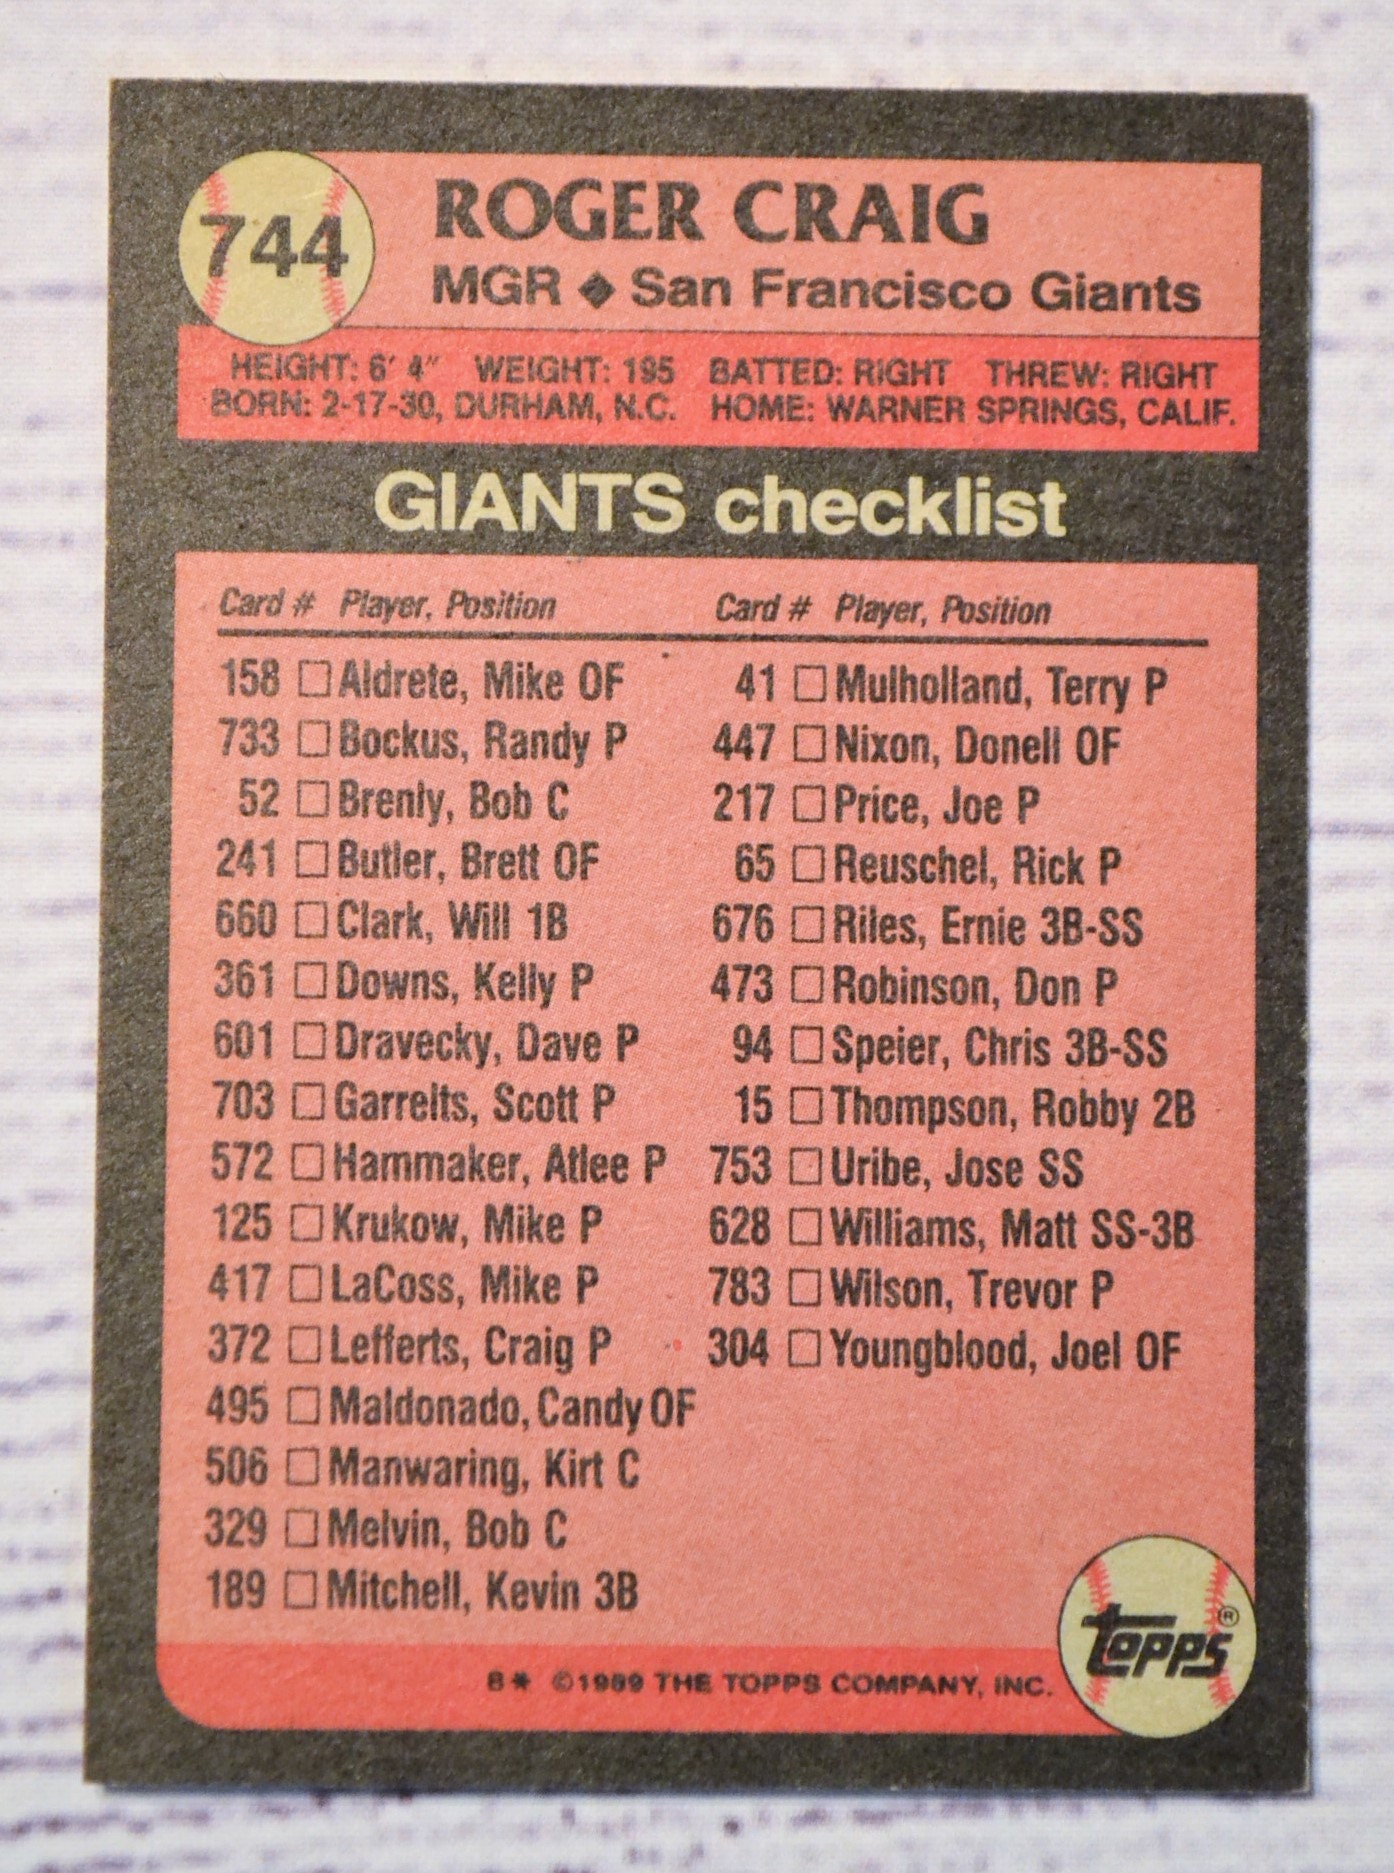 744
ROGER CRAIG
MGR ◆ San Francisco Giants
HEIGHT: 6' 4" WEIGHT: 195 BATTED: RIGHT THREW: RIGHT
BORN: 2-17-30, DURHAM, N.C. HOME: WARNER SPRINGS, CALIF.
GIANTS checklist
Card # Player, Position
158 □ Aldrete, Mike OF
733 □ Bockus, Randy P
52 □ Brenly, Bob C
241 □ Butler, Brett OF
660 □ Clark, Will 1B
361 □ Downs, Kelly P
601 □ Dravecky, Dave P
703 □ Garrelts, Scott P
572 □ Hammaker, Atlee P
125 □ Krukow, Mike P
417 □ LaCoss, Mike P
372 □ Lefferts, Craig P
495 □ Maldonado, Candy OF
506 □ Manwaring, Kirt C
329 □ Melvin, Bob C
189 □ Mitchell, Kevin 3B
Card # Player, Position
41 □ Mulholland, Terry P
447 □ Nixon, Donell OF
217 □ Price, Joe P
65 □ Reuschel, Rick P
676 □ Riles, Ernie 3B-SS
473 □ Robinson, Don P
94 □ Speier, Chris 3B-SS
15 □ Thompson, Robby 2B
753 □ Uribe, Jose SS
628 □ Williams, Matt SS-3B
783 □ Wilson, Trevor P
304 □ Youngblood, Joel OF
B* ©1989 THE TOPPS COMPANY, INC.
topps®